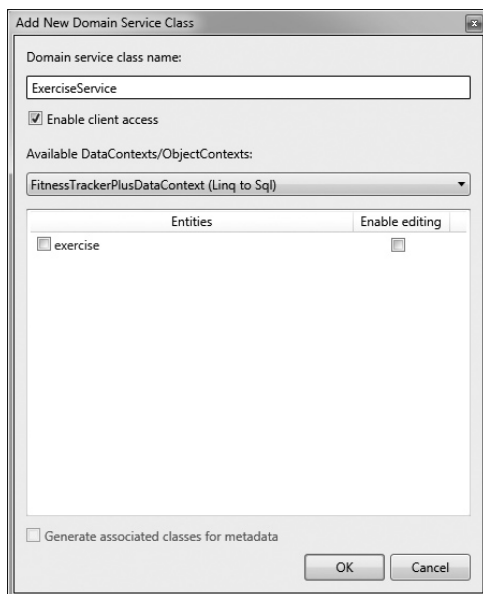 Add New Domain Service Class
Domain service class name:
ExerciseService
Enable client access
Available DataContexts/ObjectContexts:
FitnessTrackerPlusDataContext (Linq to Sql)
Entities Enable editing
exercise
Generate associated classes for metadata
OK Cancel